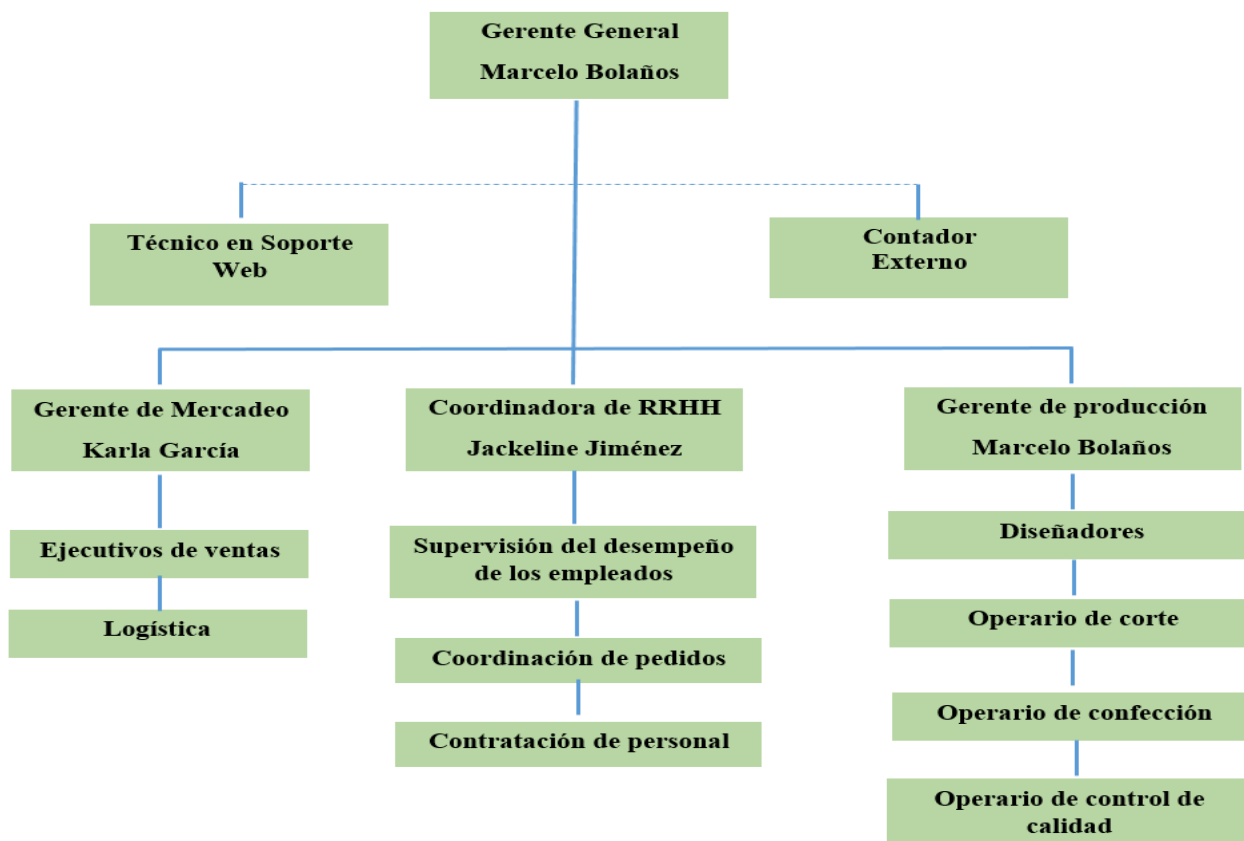 Gerente General
Marcelo Bolaños
Técnico en Soporte
Web
Contador
Externo
Gerente de Mercadeo
Karla García
Coordinadora de RRHH
Jackeline Jiménez
Gerente de producción
Marcelo Bolaños
Ejecutivos de ventas
Logística
Supervisión del desempeño
de los empleados
Coordinación de pedidos
Contratación de personal
Diseñadores
Operario de corte
Operario de confección
Operario de control de
calidad